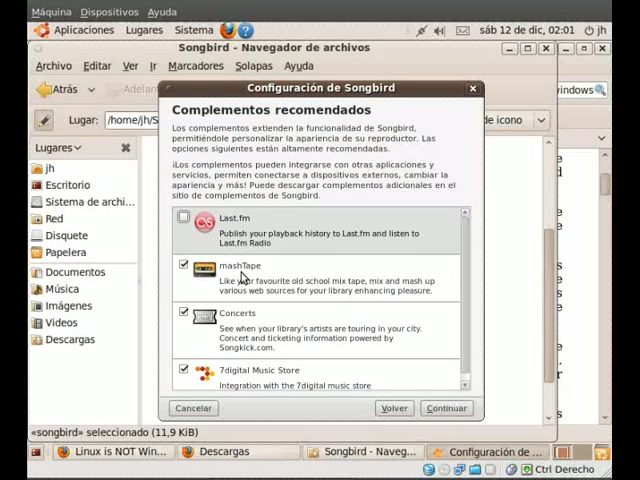 Máquina Dispositivos Ayuda
Aplicaciones Lugares Sistema sáb 12 de dic, 02:01 jh
Songbird - Navegador de archivos
Archivo Editar Ver Ir Marcadores Solapas Ayuda
Configuración de Songbird
Atrás Adelan windows
Lugar: /home/jh/S de icono
Lugares
jh
Escritorio
Sistema de archi...
Red
Disquete
Papelera
Documentos
Música
Imágenes
Videos
Descargas
Complementos recomendados
Los complementos extienden la funcionalidad de Songbird,
permitiéndole personalizar la apariencia de su reproductor. Las
opciones siguientes están altamente recomendadas.
¡Los complementos pueden integrarse con otras aplicaciones y
servicios, permiten conectarse a dispositivos externos, cambiar la
apariencia y más! Puede descargar complementos adicionales en el
sitio de complementos de Songbird.
Last.fm
Publish your playback history to Last.fm and listen to
Last.fm Radio
mashTape
Like your favourite old school mix tape, mix and mash up
various web sources for your library enhancing pleasure.
Concerts
See when your library's artists are touring in your city.
Concert and ticketing information powered by
Songkick.com.
7digital Music Store
Integration with the 7digital music store
Cancelar Volver Continuar
«songbird» seleccionado (11,9 KiB)
Linux is NOT Win... Descargas Songbird - Naveg... Configuración de...
Ctrl Derecho